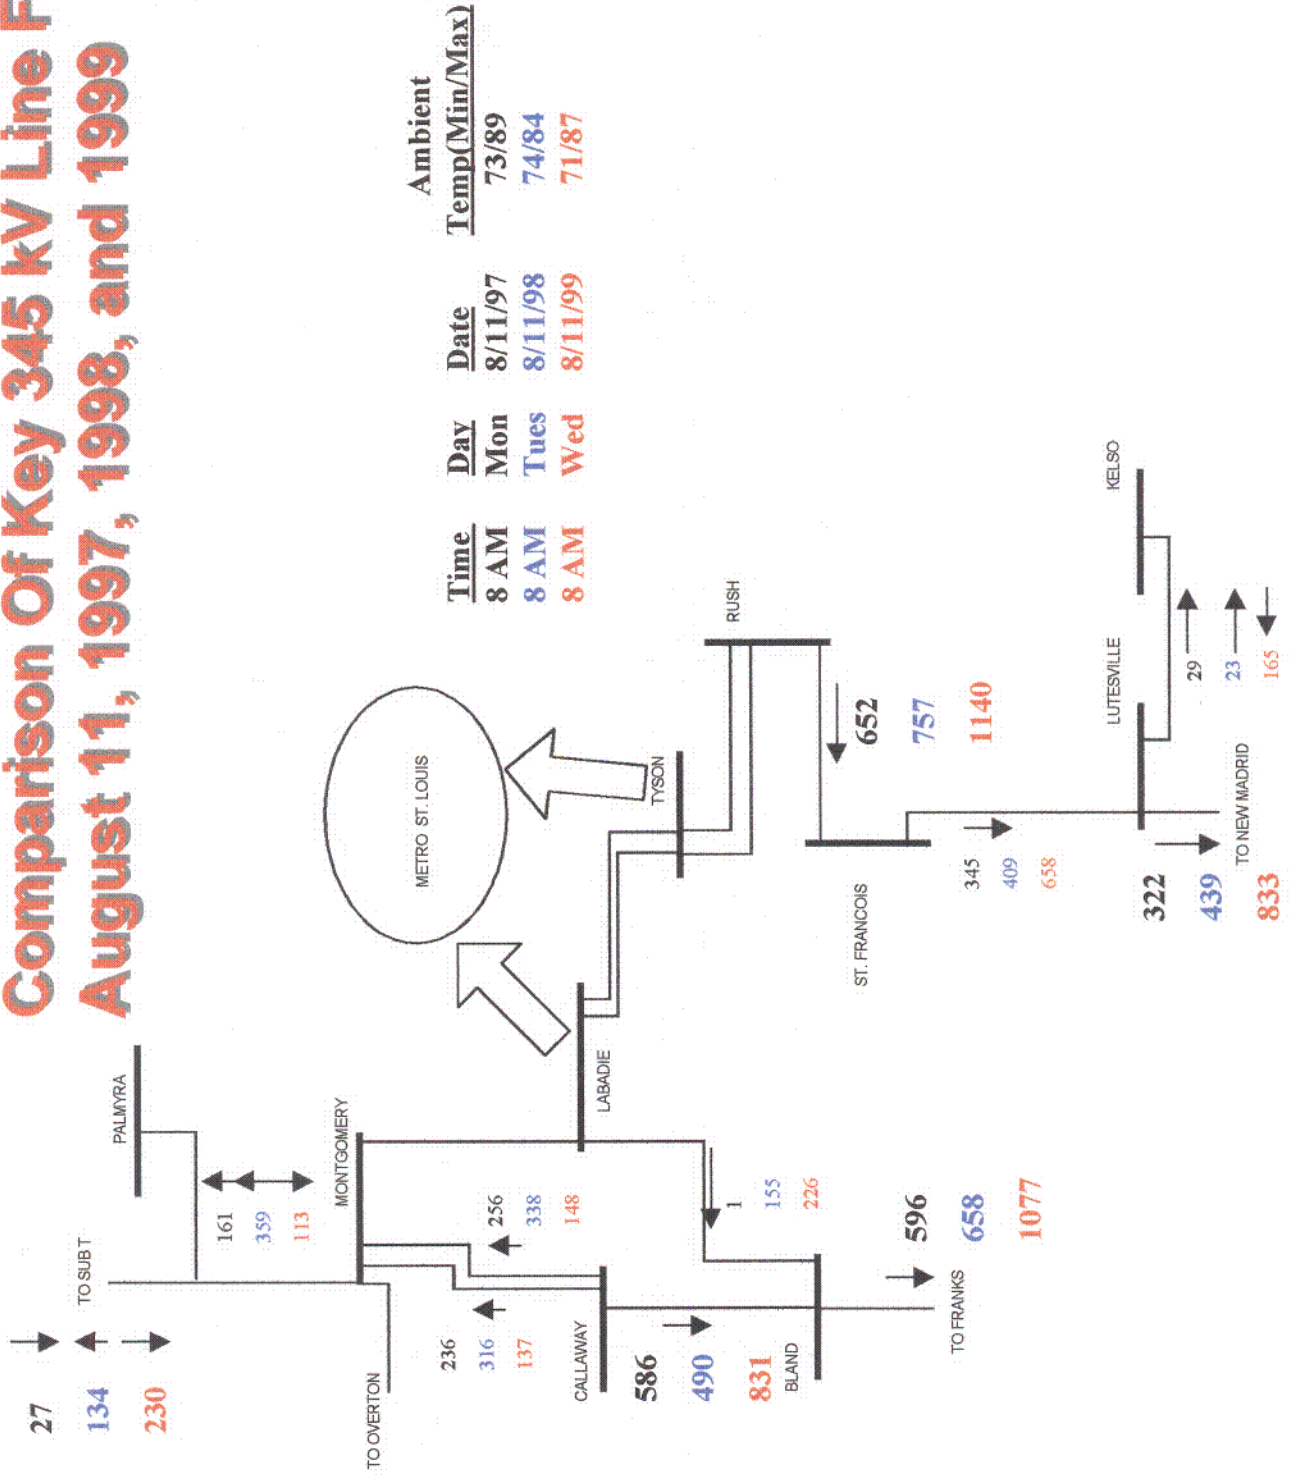 Comparison Of Key 345 kV Line
August 11, 1997, 1998, and 1999
Ambient
Time Day Date Temp(Min/Max)
8 AM Mon 8/11/97 73/89
8 AM Tues 8/11/98 74/84
8 AM Wed 8/11/99 71/87
27
134
230
TO SUB T
PALMYRA
161
359
113
TO OVERTON
MONTGOMERY
METRO ST. LOUIS
236
316
137
256
338
148
CALLAWAY
LABADIE
TYSON
RUSH
586
490
831
1
155
226
BLAND
596
658
1077
TO FRANKS
652
757
1140
ST. FRANCOIS
345
409
658
LUTESVILLE
KELSO
322
439
833
TO NEW MADRID
29
23
165